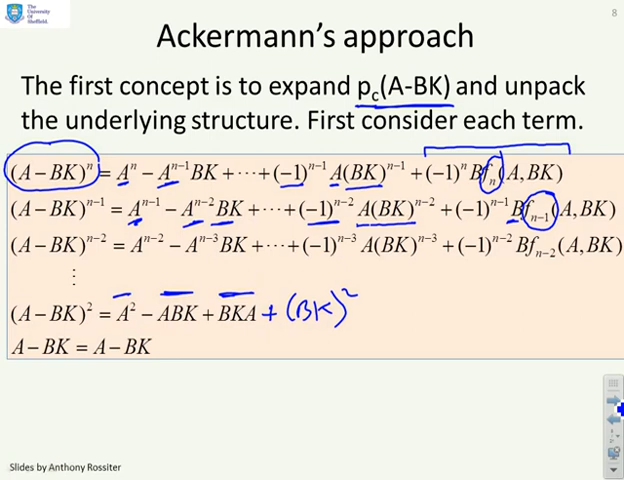 The
University
Of
Sheffield.
8
Ackermann's approach
The first concept is to expand p_c(A-BK) and unpack
the underlying structure. First consider each term.
(A − BK)^n = A^n − A^{n−1}BK + ⋯ + (−1)^{n−1} A(BK)^{n−1} + (−1)^n Bf_n(A, BK)
(A − BK)^{n−1} = A^{n−1} − A^{n−2}BK + ⋯ + (−1)^{n−2} A(BK)^{n−2} + (−1)^{n−1} Bf_{n−1}(A, BK)
(A − BK)^{n−2} = A^{n−2} − A^{n−3}BK + ⋯ + (−1)^{n−3} A(BK)^{n−3} + (−1)^{n−2} Bf_{n−2}(A, BK)
⋮
(A − BK)^2 = A^2 − ABK + BKA + (BK)^2
A − BK = A − BK
Slides by Anthony Rossiter